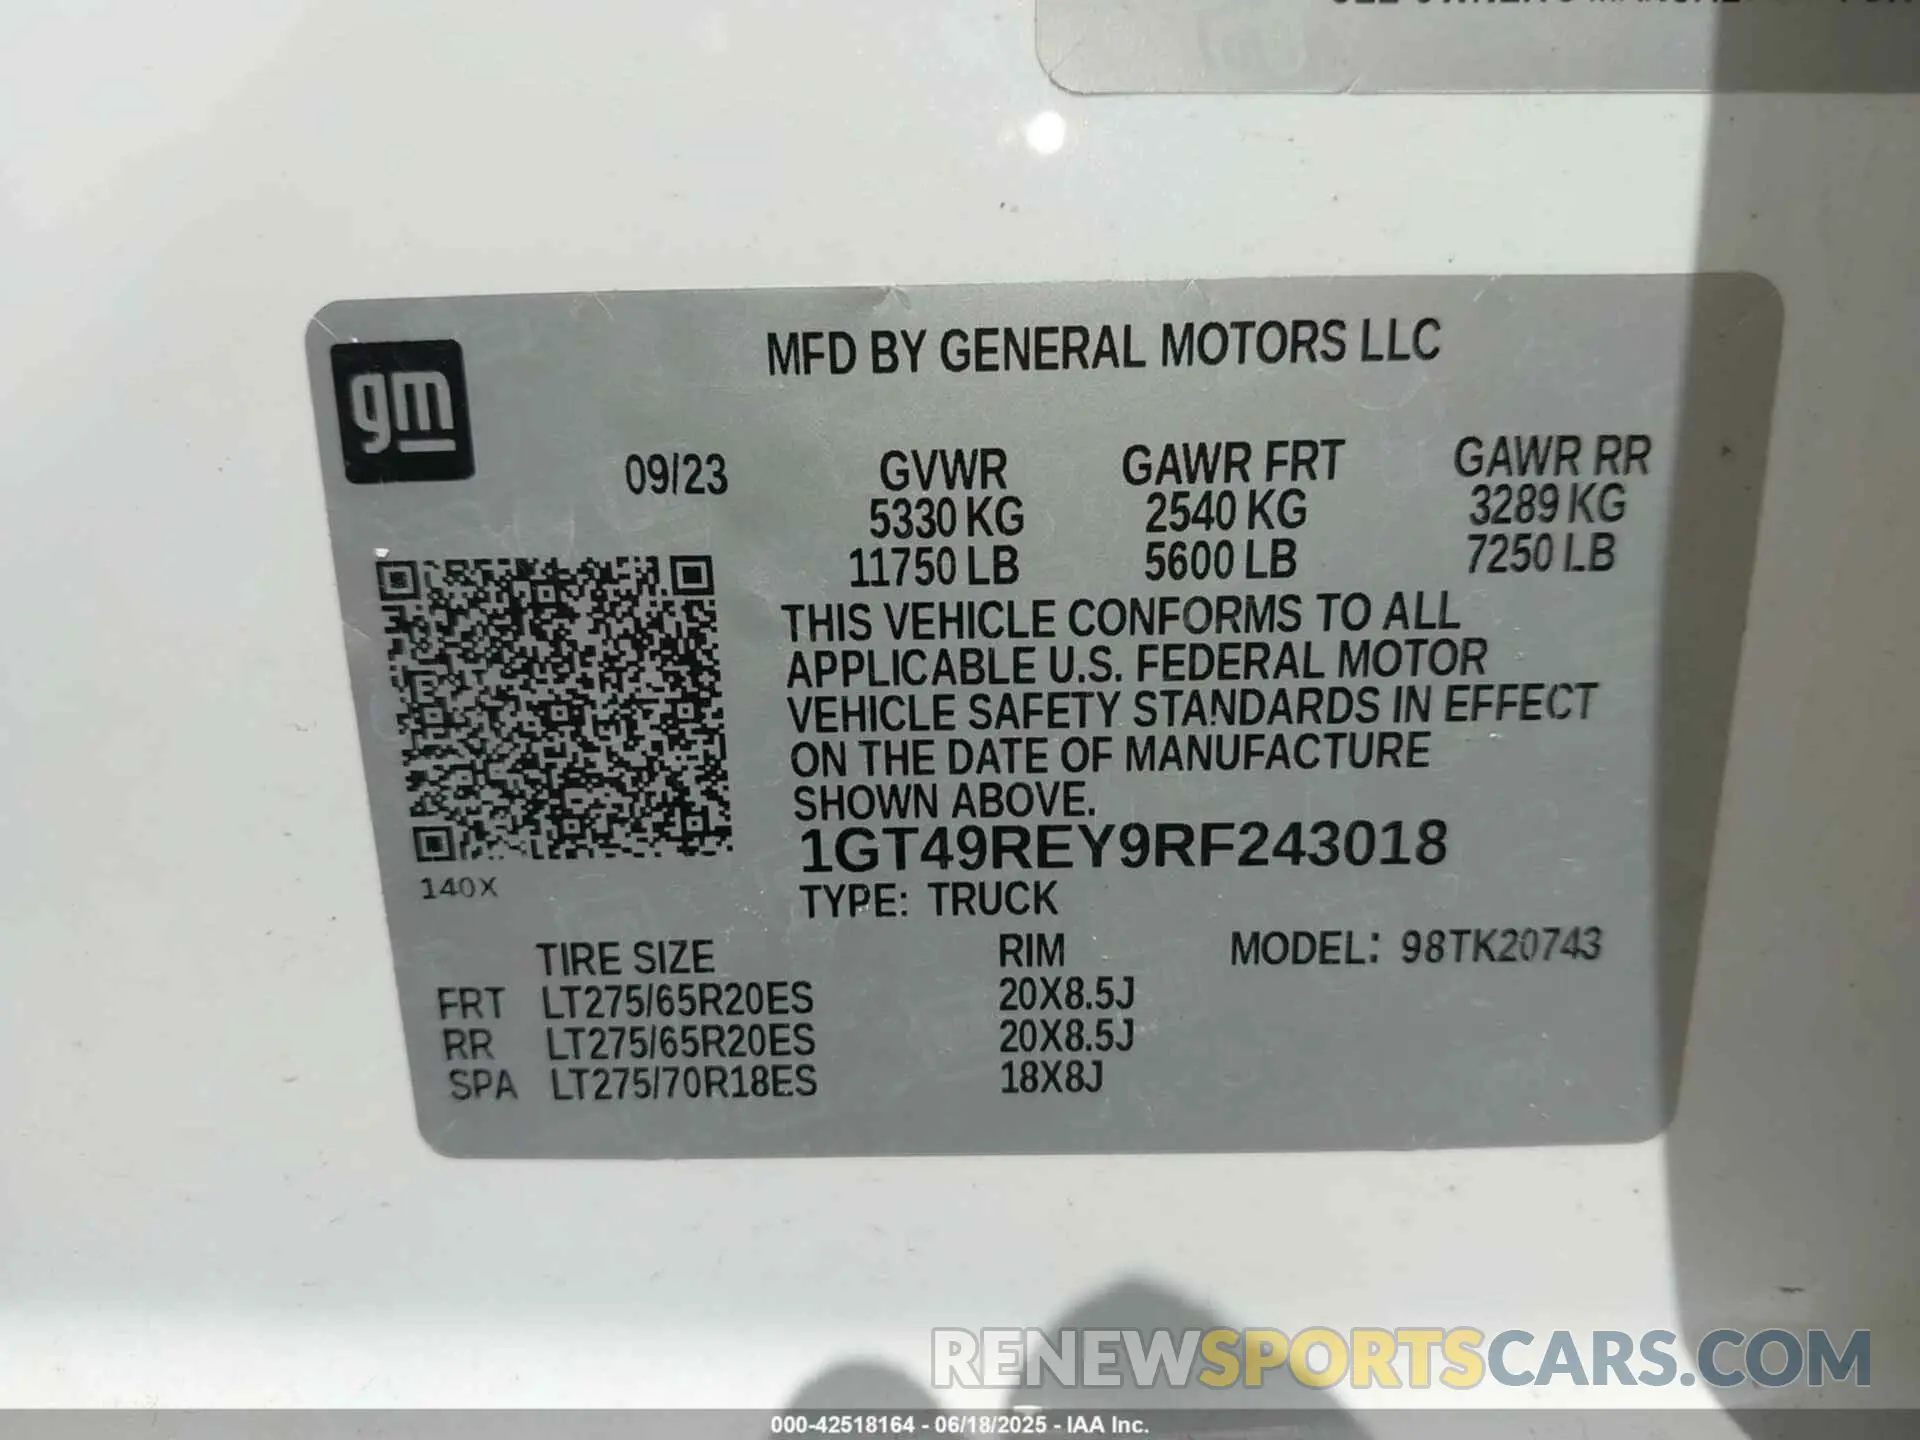 gm
MFD BY GENERAL MOTORS LLC
09/23 GVWR GAWR FRT GAWR RR
5330 KG 2540 KG 3289 KG
11750 LB 5600 LB 7250 LB
THIS VEHICLE CONFORMS TO ALL
APPLICABLE U.S. FEDERAL MOTOR
VEHICLE SAFETY STANDARDS IN EFFECT
ON THE DATE OF MANUFACTURE
SHOWN ABOVE.
1GT49REY9RF243018
140X
TYPE: TRUCK
TIRE SIZE RIM MODEL: 98TK20743
FRT LT275/65R20ES 20X8.5J
RR LT275/65R20ES 20X8.5J
SPA LT275/70R18ES 18X8J
RENEWSPORTSCARS.COM
000-42518164 - 06/18/2025 - IAA Inc.